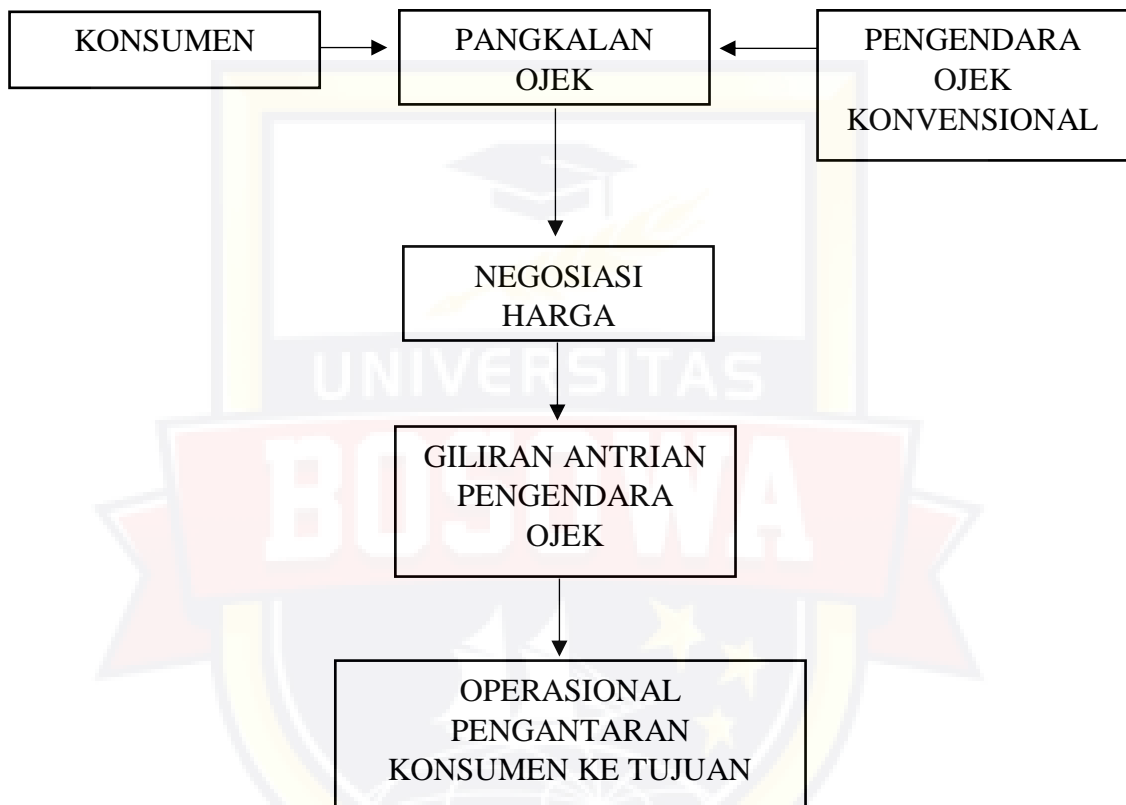 KONSUMEN
PANGKALAN
OJEK
PENGENDARA
OJEK
KONVENSIONAL
NEGOSIASI
HARGA
UNIVERSITAS
BOSOWA
GILIRAN ANTRIAN
PENGENDARA
OJEK
OPERASIONAL
PENGANTARAN
KONSUMEN KE TUJUAN